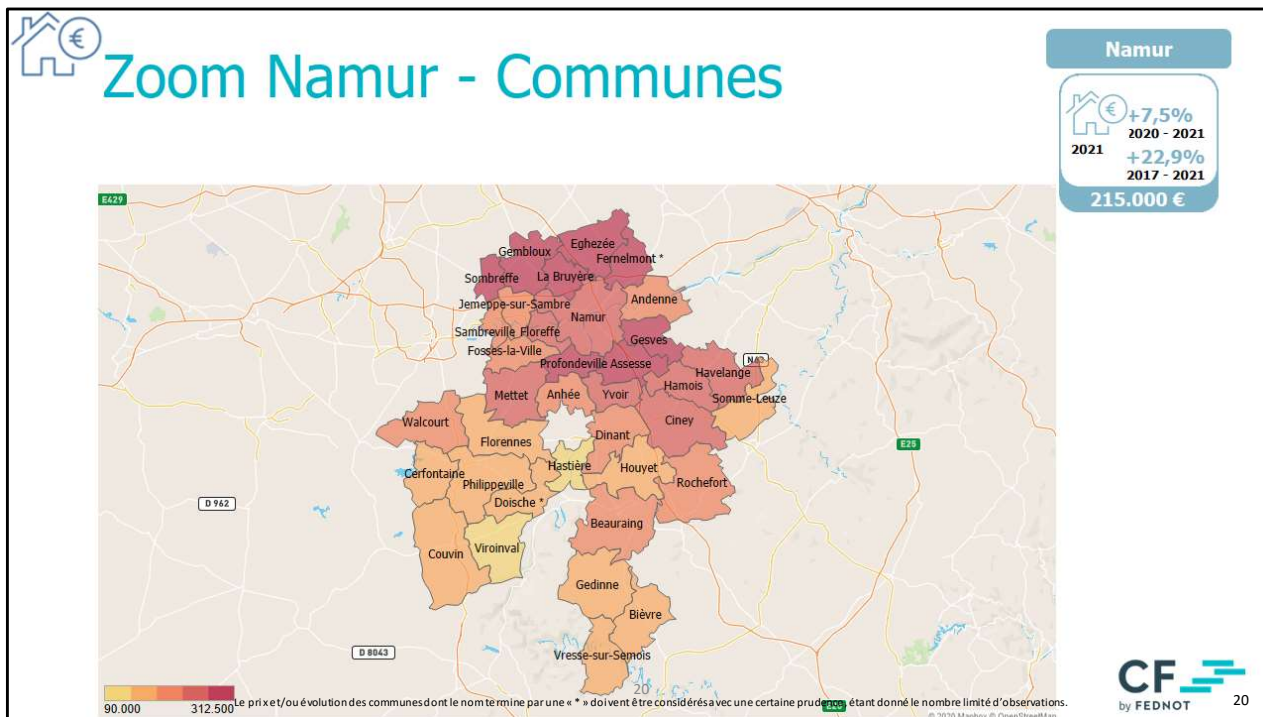 Zoom Namur - Communes
Namur
€
+7,5%
2020 - 2021
2021
+22,9%
2017 - 2021
215.000 €
E429
Eghezée
Gembloux
Fernelmont *
Sombreffe
La Bruyère
Andenne
Jemeppe-sur-Sambre
Namur
Sambreville
Floreffe
Gesves
Fosses-la-Ville
Profondeville
Assesse
Havelange
Hamois
Mettet
Anhée
Yvoir
Somme-Leuze
Walcourt
Ciney
Florennes
Dinant
E25
Hastière
Houyet
Cerfontaine
Philippeville
Rochefort
Doische *
D 962
Beauraing
Viroinval
Couvin
Gedinne
Bièvre
D 8043
Vresse-sur-Semois
20
90.000
312.500
Le prix et/ou évolution des communes dont le nom termine par une « * » doivent être considérés avec une certaine prudence, étant donné le nombre limité d'observations.
© 2020 Mapbox © OpenStreetMap
CF
by FEDNOT
20